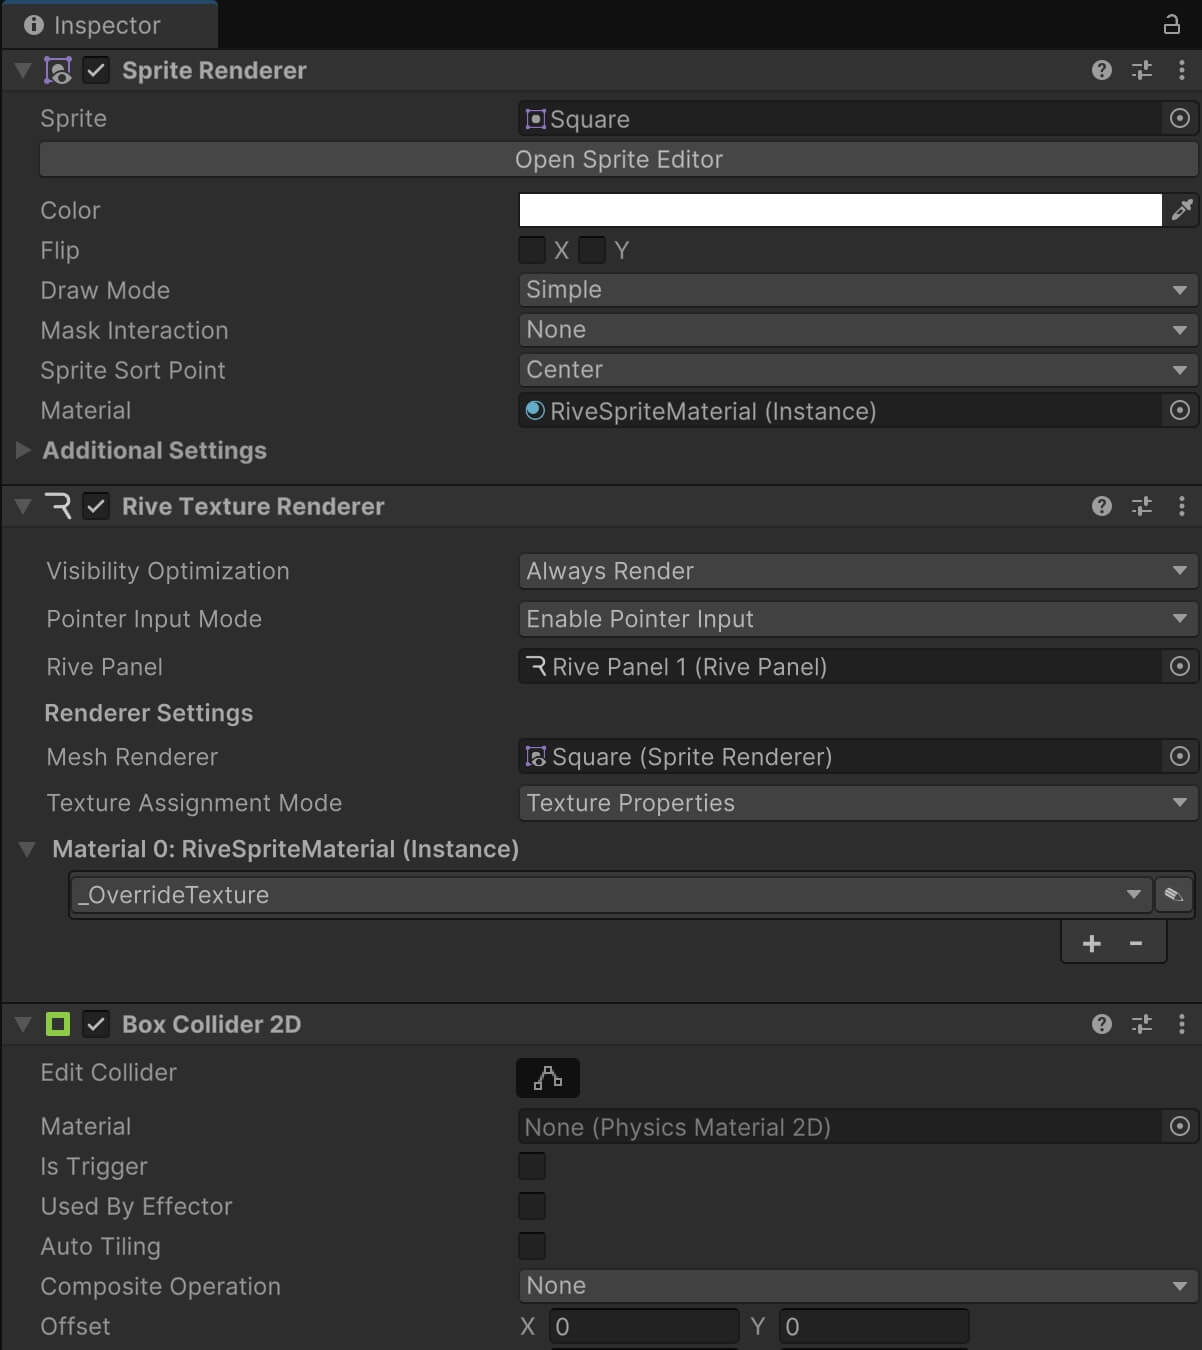 Inspector
Sprite Renderer
Sprite Square
Open Sprite Editor
Color
Flip X Y
Draw Mode Simple
Mask Interaction None
Sprite Sort Point Center
Material RiveSpriteMaterial (Instance)
Additional Settings
Rive Texture Renderer
Visibility Optimization Always Render
Pointer Input Mode Enable Pointer Input
Rive Panel Rive Panel 1 (Rive Panel)
Renderer Settings
Mesh Renderer Square (Sprite Renderer)
Texture Assignment Mode Texture Properties
Material 0: RiveSpriteMaterial (Instance)
_OverrideTexture
+ -
Box Collider 2D
Edit Collider
Material None (Physics Material 2D)
Is Trigger
Used By Effector
Auto Tiling
Composite Operation None
Offset X 0 Y 0